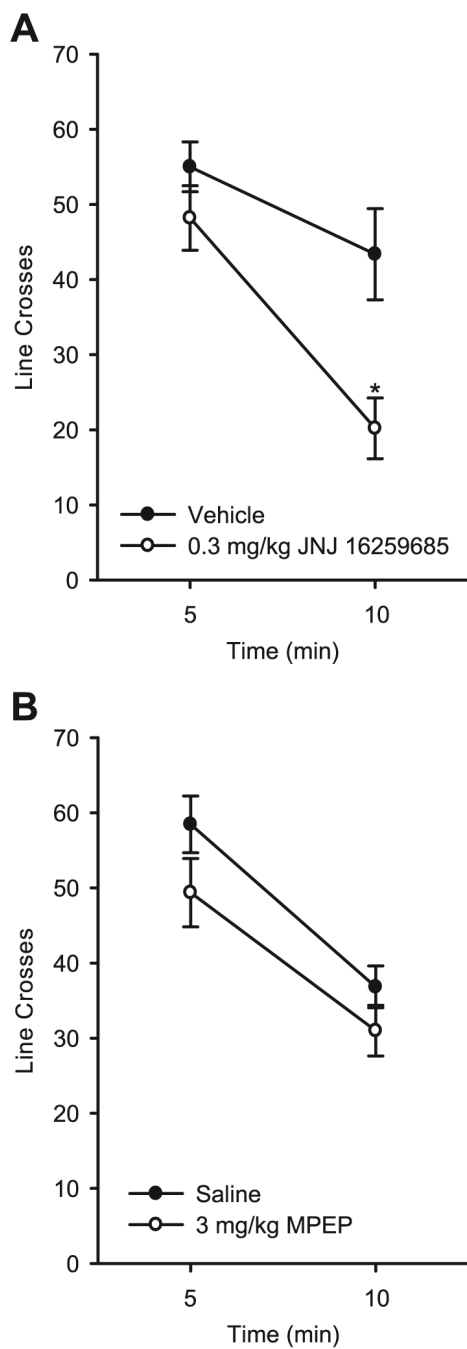 A
70
60
50
40
30
20
10
0
Line Crosses
*
Vehicle
0.3 mg/kg JNJ 16259685
5 10
Time (min)
B
70
60
50
40
30
20
10
0
Line Crosses
Saline
3 mg/kg MPEP
5 10
Time (min)